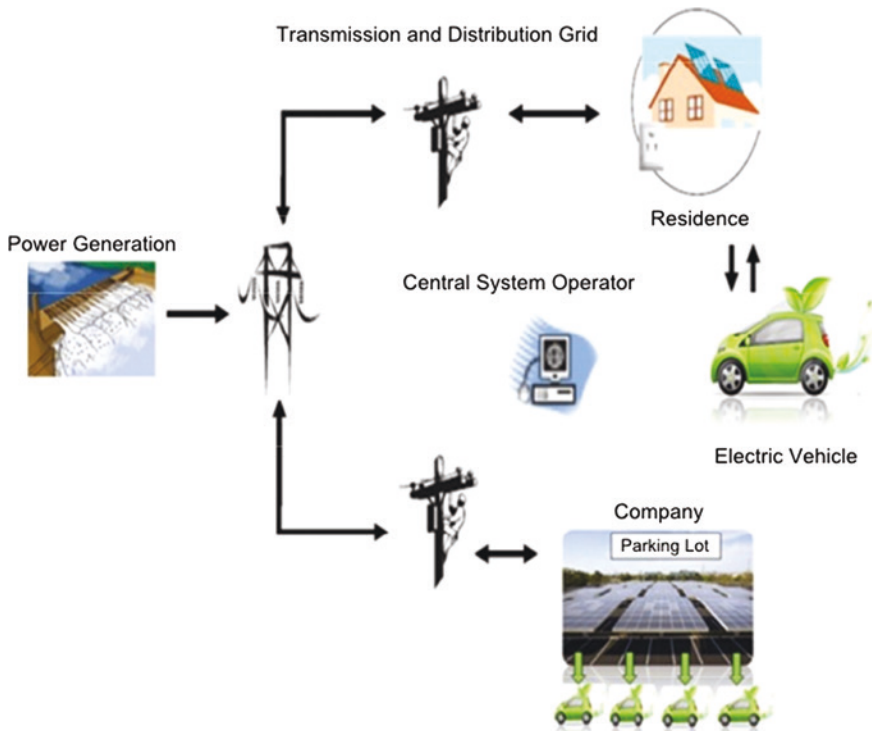 Transmission and Distribution Grid
Residence
Power Generation
Central System Operator
Electric Vehicle
Company
Parking Lot